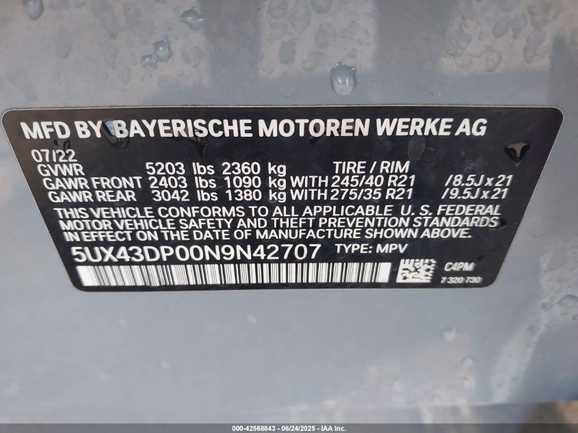 MFD BY BAYERISCHE MOTOREN WERKE AG
07/22
GVWR 5203 lbs 2360 kg TIRE / RIM
GAWR FRONT 2403 lbs 1090 kg WITH 245/40 R21 /8.5J x 21
GAWR REAR 3042 lbs 1380 kg WITH 275/35 R21 /9.5J x 21
THIS VEHICLE CONFORMS TO ALL APPLICABLE U. S. FEDERAL
MOTOR VEHICLE SAFETY AND THEFT PREVENTION STANDARDS
IN EFFECT ON THE DATE OF MANUFACTURE SHOWN ABOVE.
5UX43DP00N9N42707 TYPE: MPV
C4PM
7 320 730
000-42568843 - 06/24/2025 - IAA Inc.